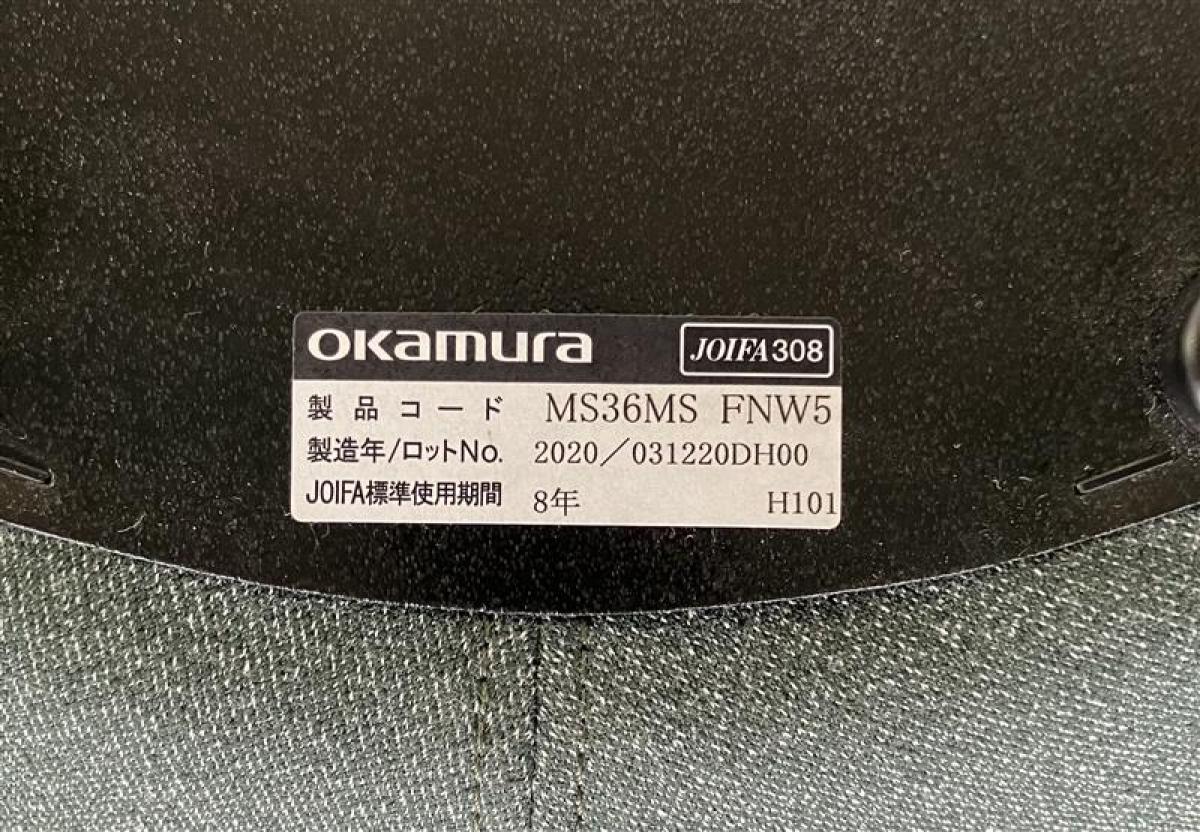 okamura JOIFA308
製品コード MS36MS FNW5
製造年/ロットNo. 2020／031220DH00
JOIFA標準使用期間 8年 H101